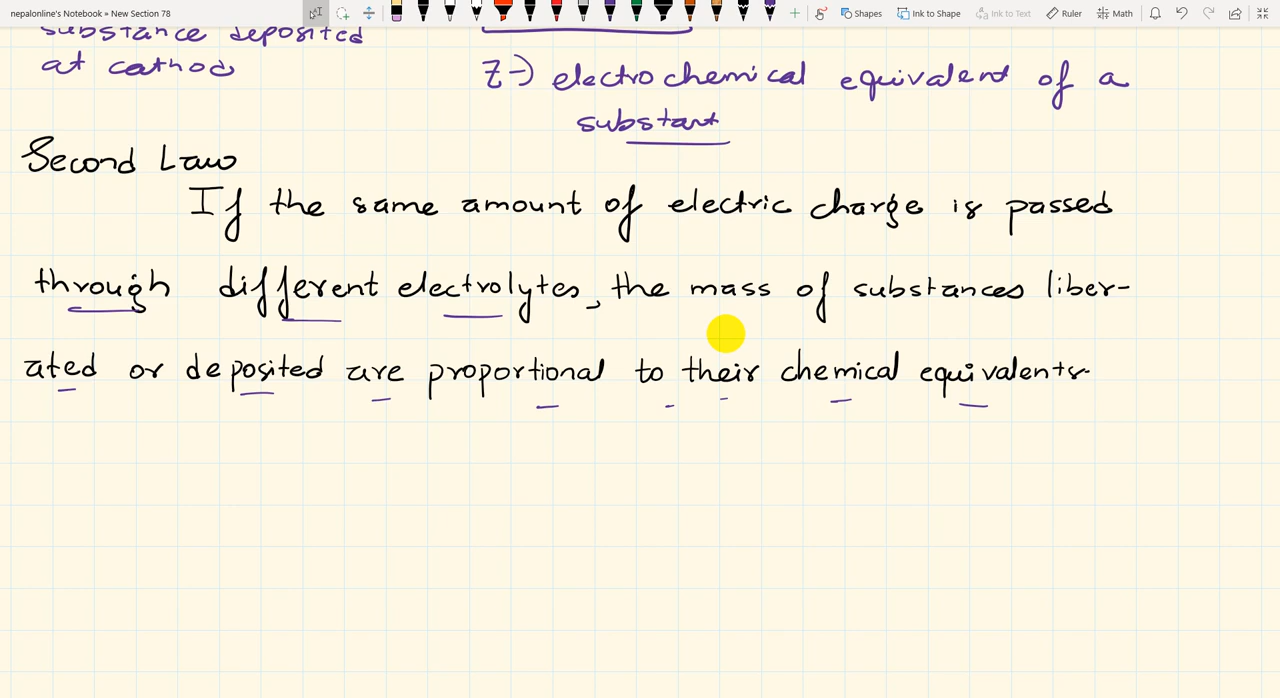 nepalonline's Notebook » New Section 78
Shapes Ink to Shape Ink to Text Ruler Math
substance deposited
at cathod
Z→ electrochemical equivalent of a
substant
Second Law
If the same amount of electric charge is passed
through different electrolytes, the mass of substances liber-
ated or deposited are proportional to their chemical equivalents.